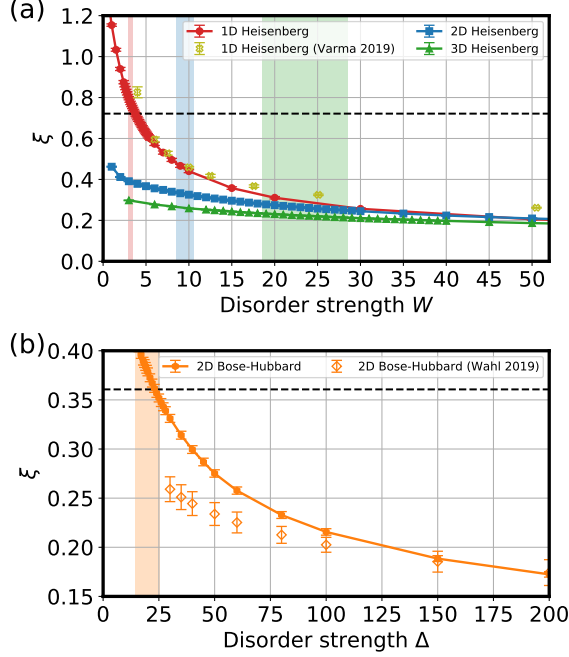 (a)
1.2
1.0
0.8
0.6
0.4
0.2
0.0
ξ
1D Heisenberg
1D Heisenberg (Varma 2019)
2D Heisenberg
3D Heisenberg
5 10 15 20 25 30 35 40 45 50
Disorder strength W
(b)
0.40
0.35
0.30
0.25
0.20
0.15
ξ
2D Bose-Hubbard
2D Bose-Hubbard (Wahl 2019)
0 25 50 75 100 125 150 175 200
Disorder strength Δ